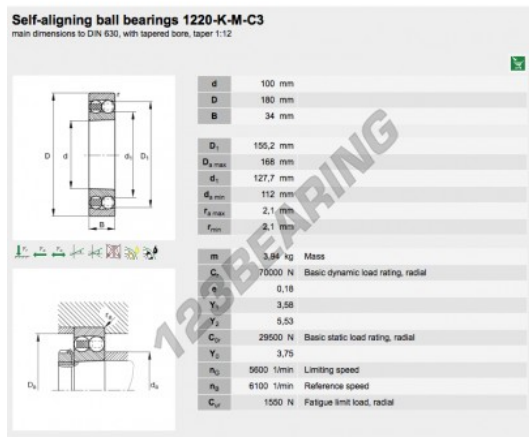 Self-aligning ball bearings 1220-K-M-C3
main dimensions to DIN 630, with tapered bore, taper 1:12
d 100 mm
D 180 mm
B 34 mm
D₁ 155,2 mm
Da max 168 mm
d₁ 127,7 mm
da min 112 mm
ra max 2,1 mm
rmin 2,1 mm
m 3,94 kg Mass
Cr 70000 N Basic dynamic load rating, radial
e 0,18
Y₁ 3,58
Y₂ 5,53
C0r 29500 N Basic static load rating, radial
Y₀ 3,75
nG 5600 1/min Limiting speed
6100 1/min Reference speed
Cur 1550 N Fatigue limit load, radial
r
D d d₁ D₁
B
ra
Da da
123BEARING